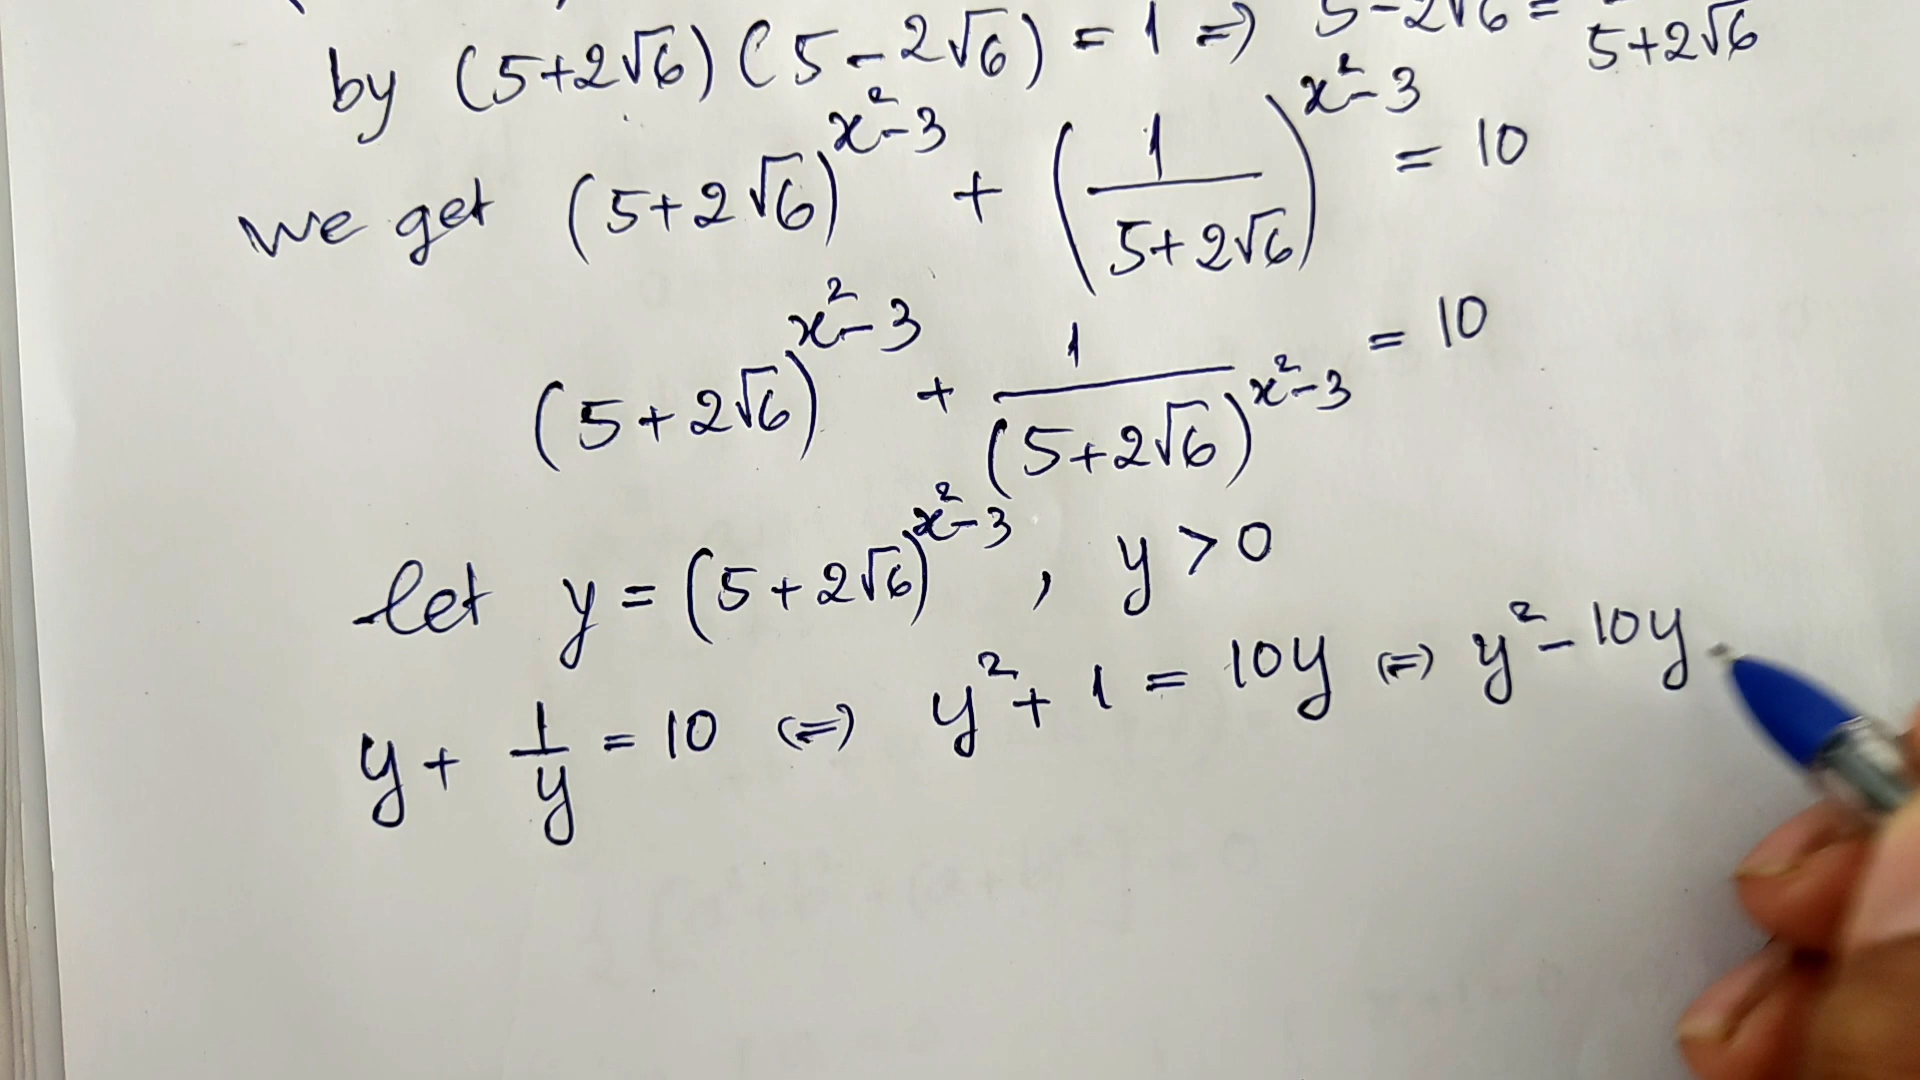 by (5+2√6)(5-2√6) = 1 ⇒ 5-2√6 = 1/(5+2√6)
we get (5+2√6)^(x²-3) + (1/(5+2√6))^(x²-3) = 10
(5+2√6)^(x²-3) + 1/(5+2√6)^(x²-3) = 10
let y = (5+2√6)^(x²-3), y > 0
y + 1/y = 10 ⇔ y² + 1 = 10y ⇔ y² - 10y